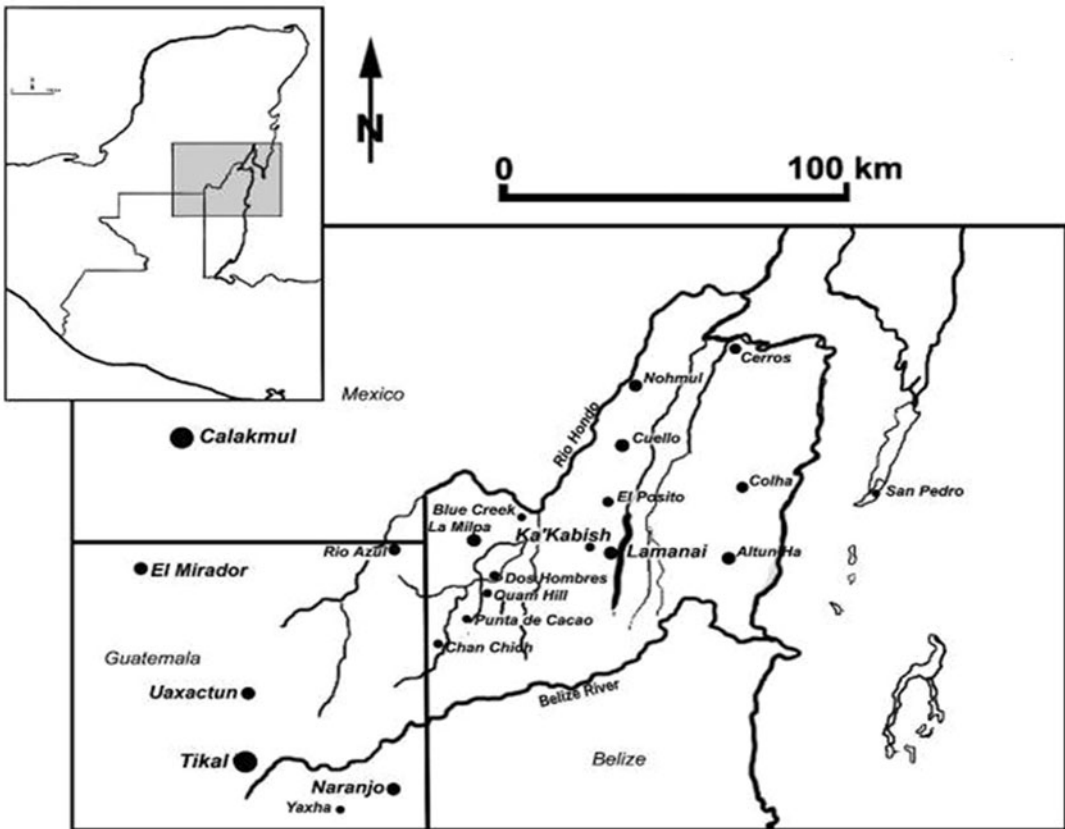 N
0 100 km
Mexico
Cerros
Nohmul
Calakmul
Rio Hondo
Cuello
Colha
San Pedro
El Posito
Blue Creek
La Milpa
Ka'Kabish
Rio Azul
Lamanai
Altun Ha
El Mirador
Dos Hombres
Quam Hill
Punta de Cacao
Chan Chich
Guatemala
Uaxactun
Belize River
Tikal
Belize
Naranjo
Yaxha